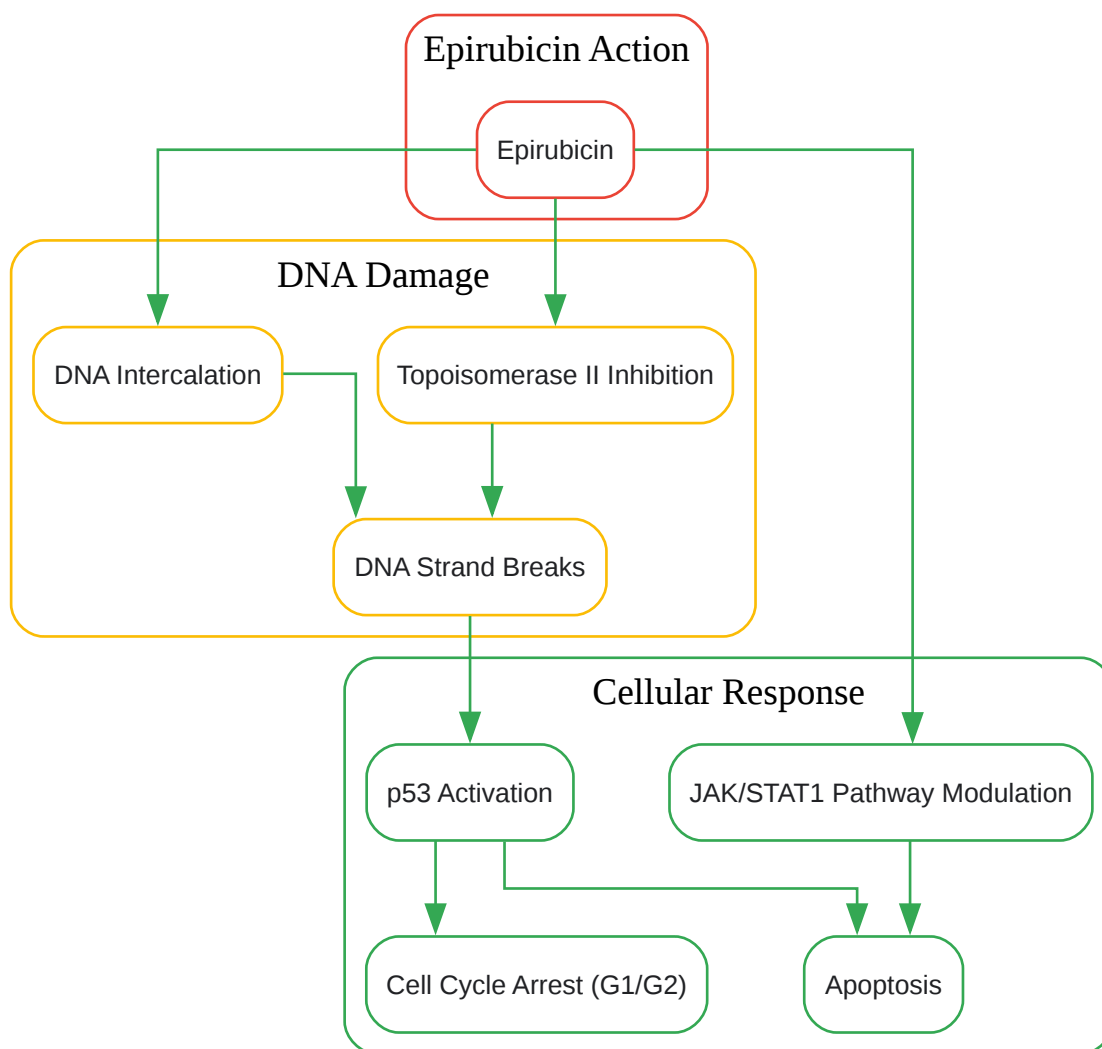 Epirubicin Action
Epirubicin
DNA Damage
DNA Intercalation
Topoisomerase II Inhibition
DNA Strand Breaks
Cellular Response
p53 Activation
JAK/STAT1 Pathway Modulation
Cell Cycle Arrest (G1/G2)
Apoptosis